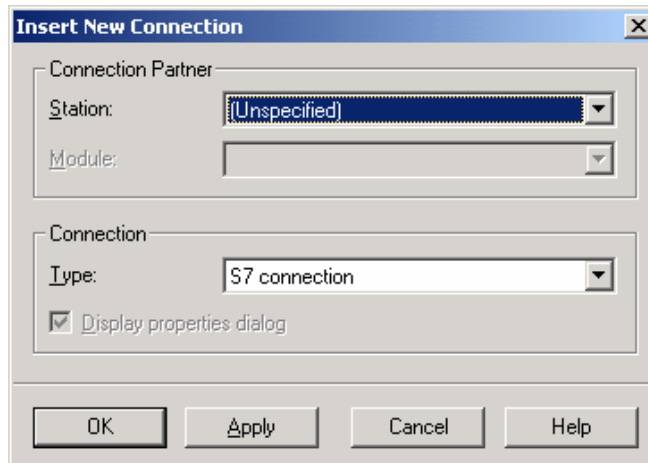 Insert New Connection
Connection Partner
Station:
(Unspecified)
Module:
Connection
Type:
S7 connection
Display properties dialog
OK
Apply
Cancel
Help